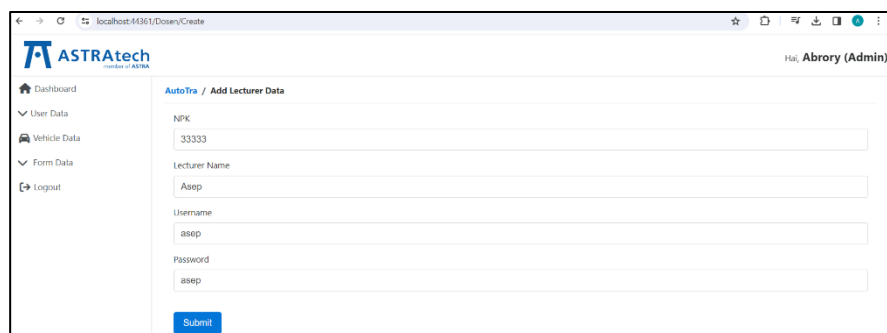 localhost:44361/Dosen/Create
ASTRAtech
member of ASTRA
Hai, Abrory (Admin)
Dashboard
AutoTra / Add Lecturer Data
User Data
NPK
Vehicle Data
33333
Form Data
Lecturer Name
Logout
Asep
Username
asep
Password
asep
Submit